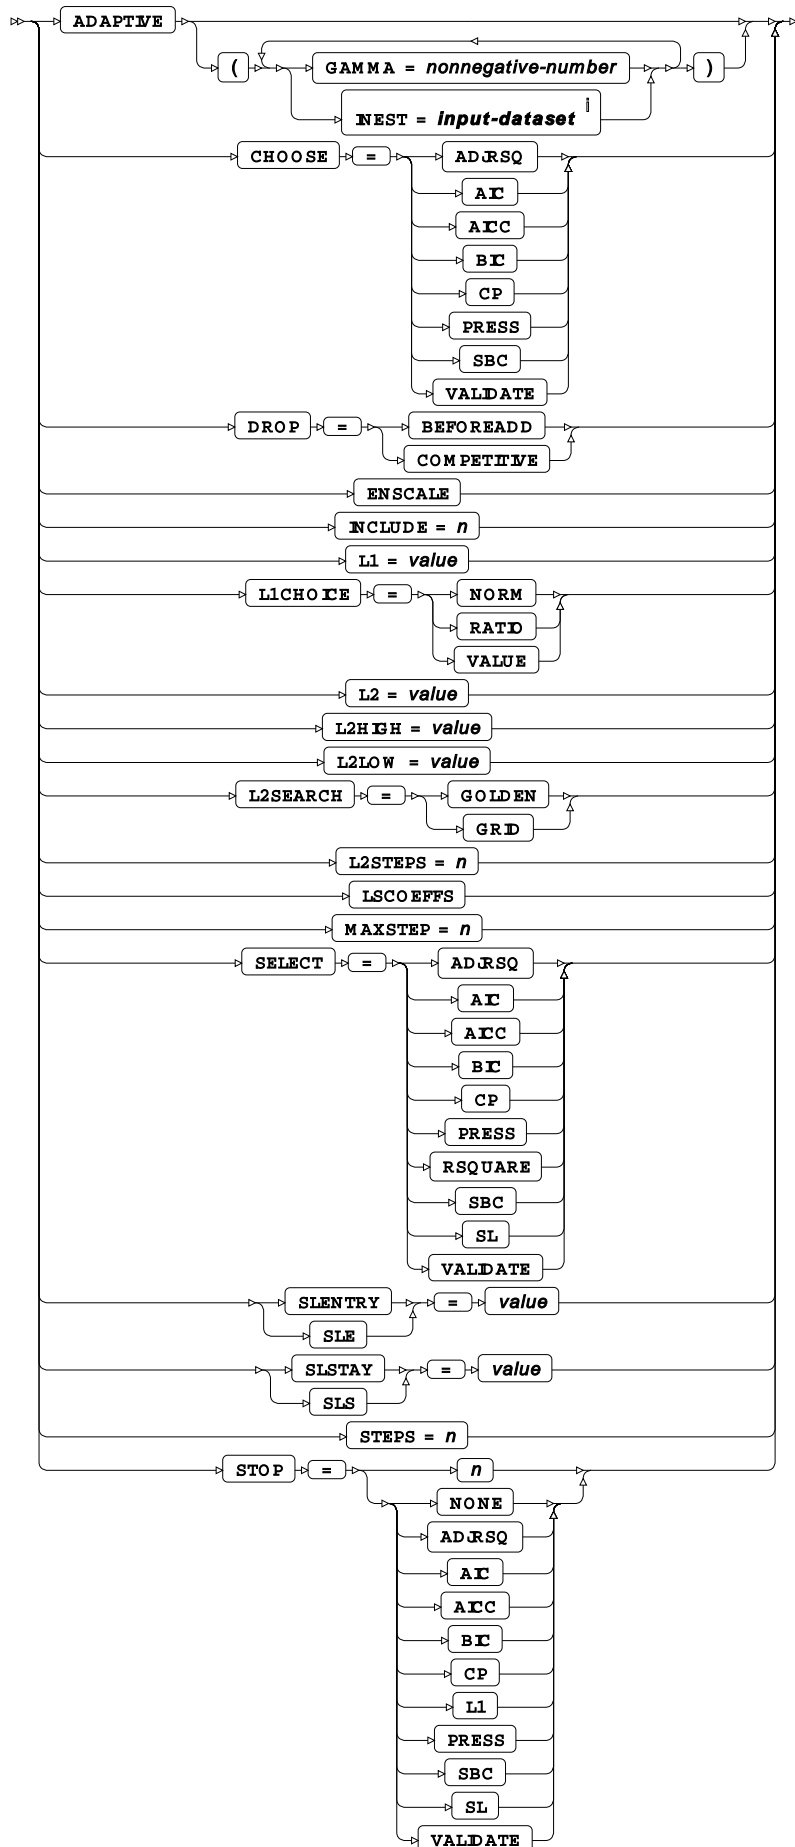 ADAPTIVE
( GAMMA = nonnegative-number )
INEST = input-dataset i
CHOOSE = ADJRSQ
AIC
AICC
BIC
CP
PRESS
SBC
VALIDATE
DROP = BEFOREADD
COMPETITIVE
ENSCALE
INCLUDE = n
L1 = value
L1CHOICE = NORM
RATIO
VALUE
L2 = value
L2HIGH = value
L2LOW = value
L2SEARCH = GOLDEN
GRID
L2STEPS = n
LSCOEFFS
MAXSTEP = n
SELECT = ADJRSQ
AIC
AICC
BIC
CP
PRESS
RSQUARE
SBC
SL
VALIDATE
SLENTRY = value
SLE
SLSTAY = value
SLS
STEPS = n
STOP = n
NONE
ADJRSQ
AIC
AICC
BIC
CP
L1
PRESS
SBC
SL
VALIDATE